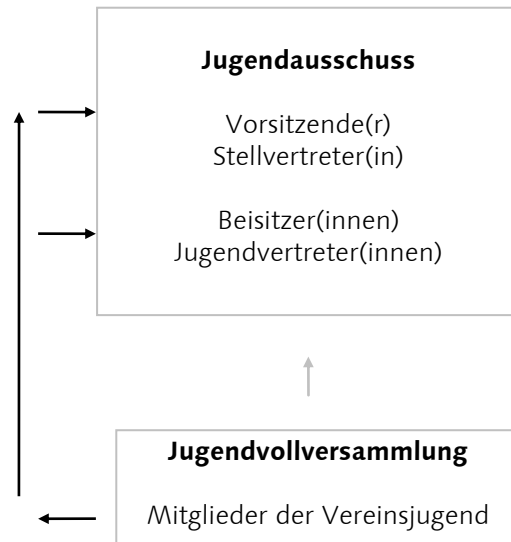 Jugendausschuss
Vorsitzende(r)
Stellvertreter(in)
Beisitzer(innen)
Jugendvertreter(innen)
Jugendvollversammlung
Mitglieder der Vereinsjugend